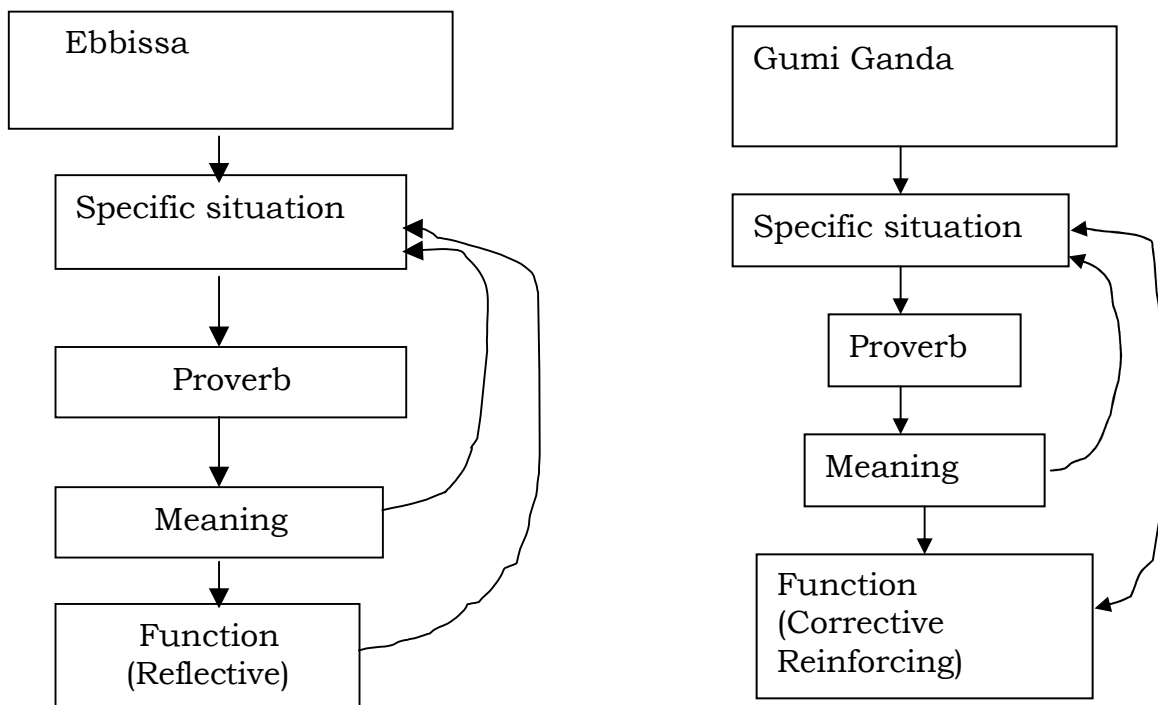 Ebbissa
Specific situation
Proverb
Meaning
Function
(Reflective)
Gumi Ganda
Specific situation
Proverb
Meaning
Function
(Corrective
Reinforcing)